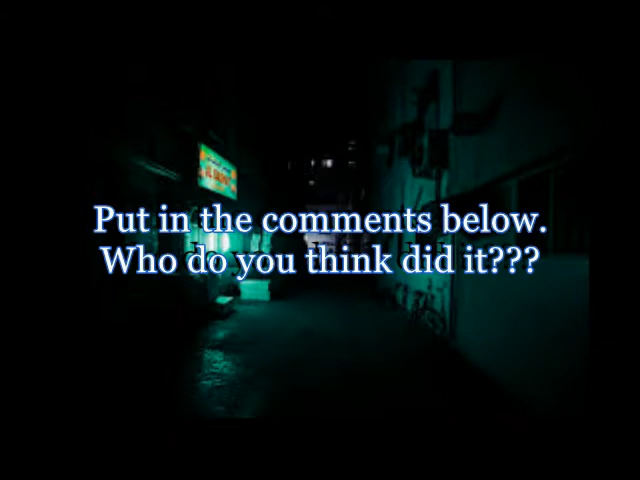 Put in the comments below.
Who do you think did it???